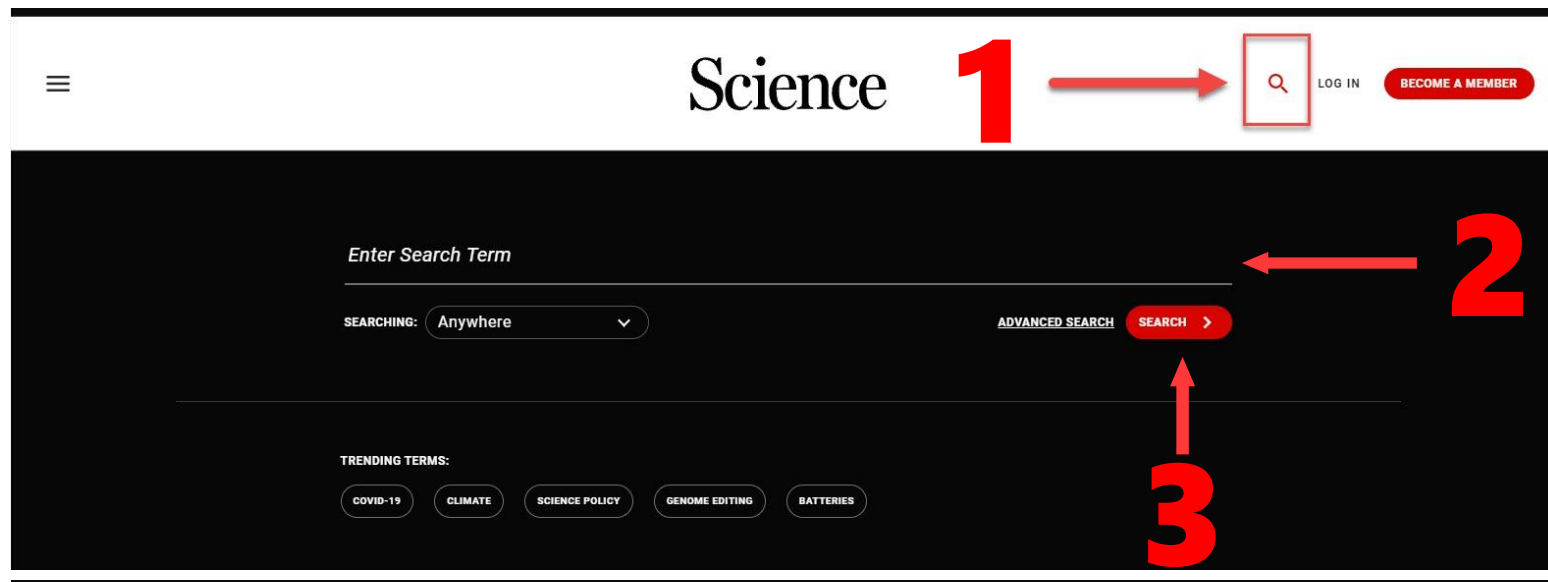 Science
1
LOG IN
BECOME A MEMBER
Enter Search Term
2
SEARCHING: Anywhere
ADVANCED SEARCH
SEARCH
3
TRENDING TERMS:
COVID-19
CLIMATE
SCIENCE POLICY
GENOME EDITING
BATTERIES